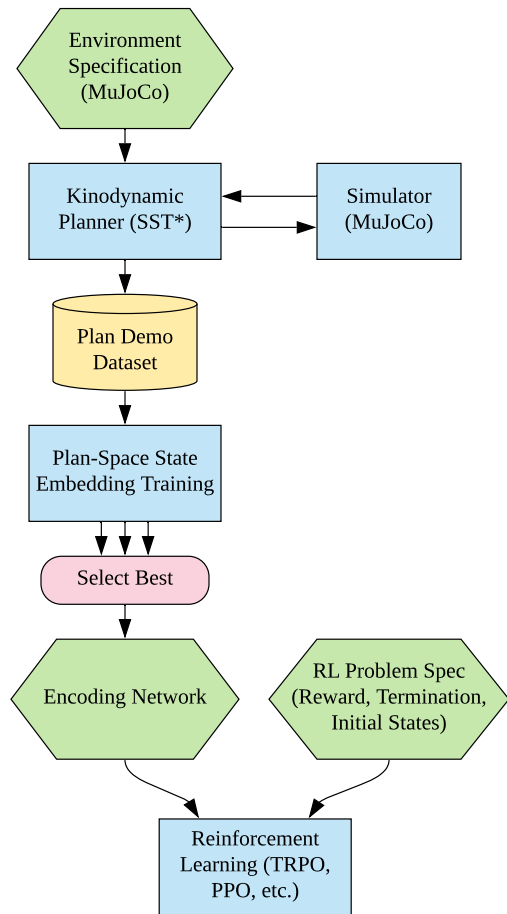 Environment
Specification
(MuJoCo)
Kinodynamic
Planner (SST*)
Simulator
(MuJoCo)
Plan Demo
Dataset
Plan-Space State
Embedding Training
Select Best
Encoding Network
RL Problem Spec
(Reward, Termination,
Initial States)
Reinforcement
Learning (TRPO,
PPO, etc.)